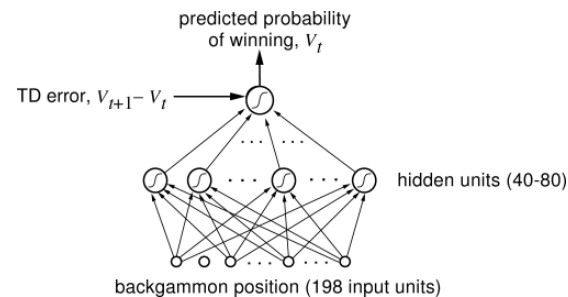 predicted probability
of winning, V_t
TD error, V_{t+1} − V_t
hidden units (40-80)
backgammon position (198 input units)